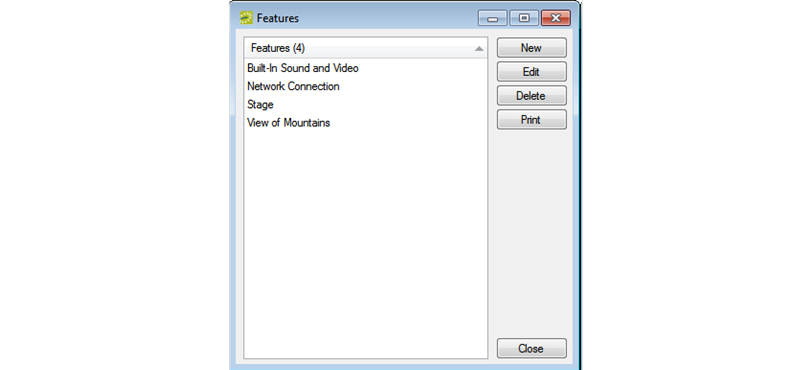 Features
Features (4)
Built-In Sound and Video
Network Connection
Stage
View of Mountains
New
Edit
Delete
Print
Close